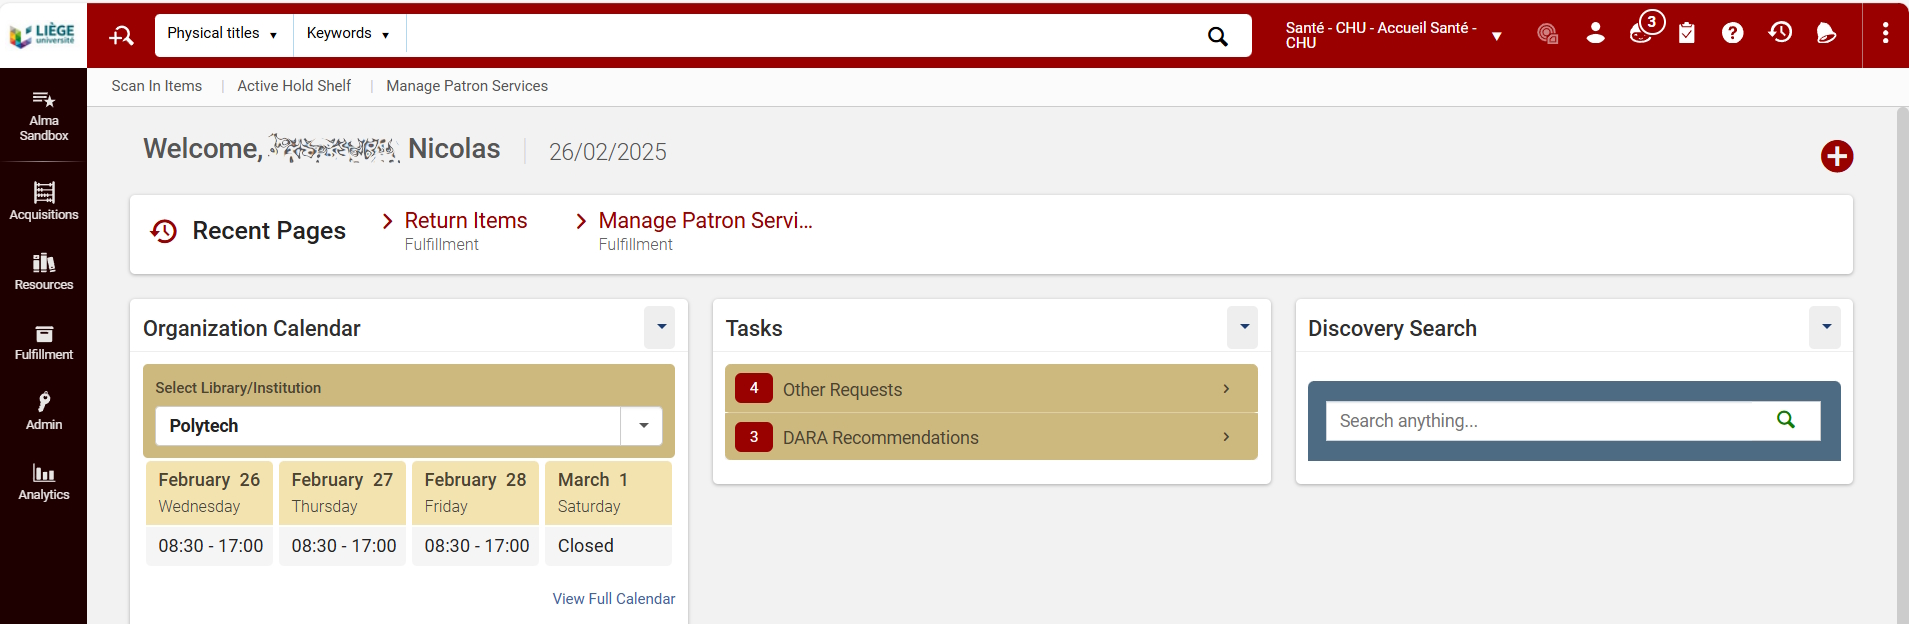 LIÈGE
université
Physical titles
Keywords
Santé - CHU - Accueil Santé -
CHU
3
Scan In Items | Active Hold Shelf | Manage Patron Services
Alma
Sandbox
Acquisitions
Resources
Fulfillment
Admin
Analytics
Welcome, Nicolas 26/02/2025
Recent Pages
Return Items
Fulfillment
Manage Patron Servi...
Fulfillment
Organization Calendar
Select Library/Institution
Polytech
February 26
Wednesday
08:30 - 17:00
February 27
Thursday
08:30 - 17:00
February 28
Friday
08:30 - 17:00
March 1
Saturday
Closed
View Full Calendar
Tasks
4 Other Requests
3 DARA Recommendations
Discovery Search
Search anything...